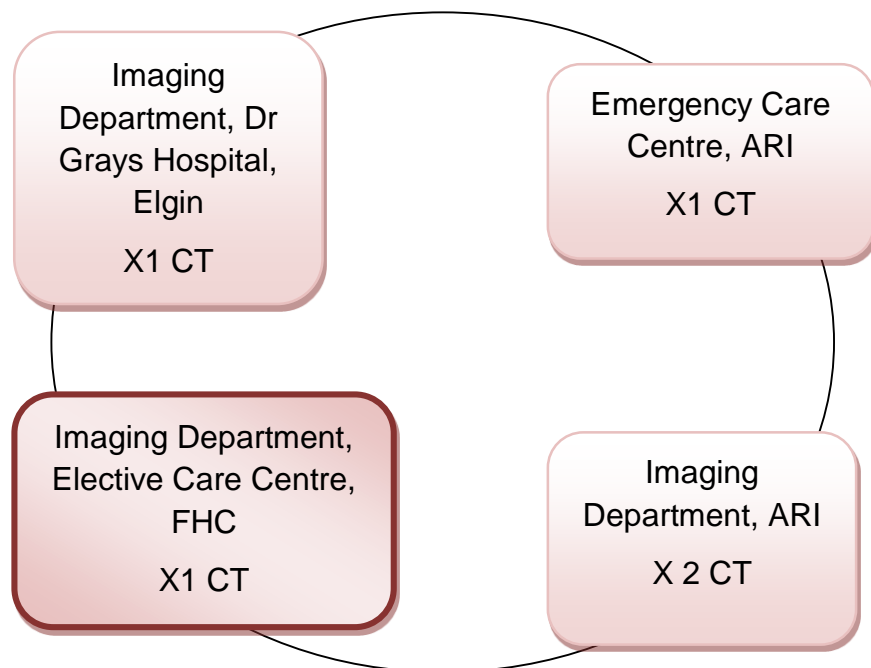 Imaging
Department, Dr
Grays Hospital,
Elgin
X1 CT
Emergency Care
Centre, ARI
X1 CT
Imaging Department,
Elective Care Centre,
FHC
X1 CT
Imaging
Department, ARI
X 2 CT